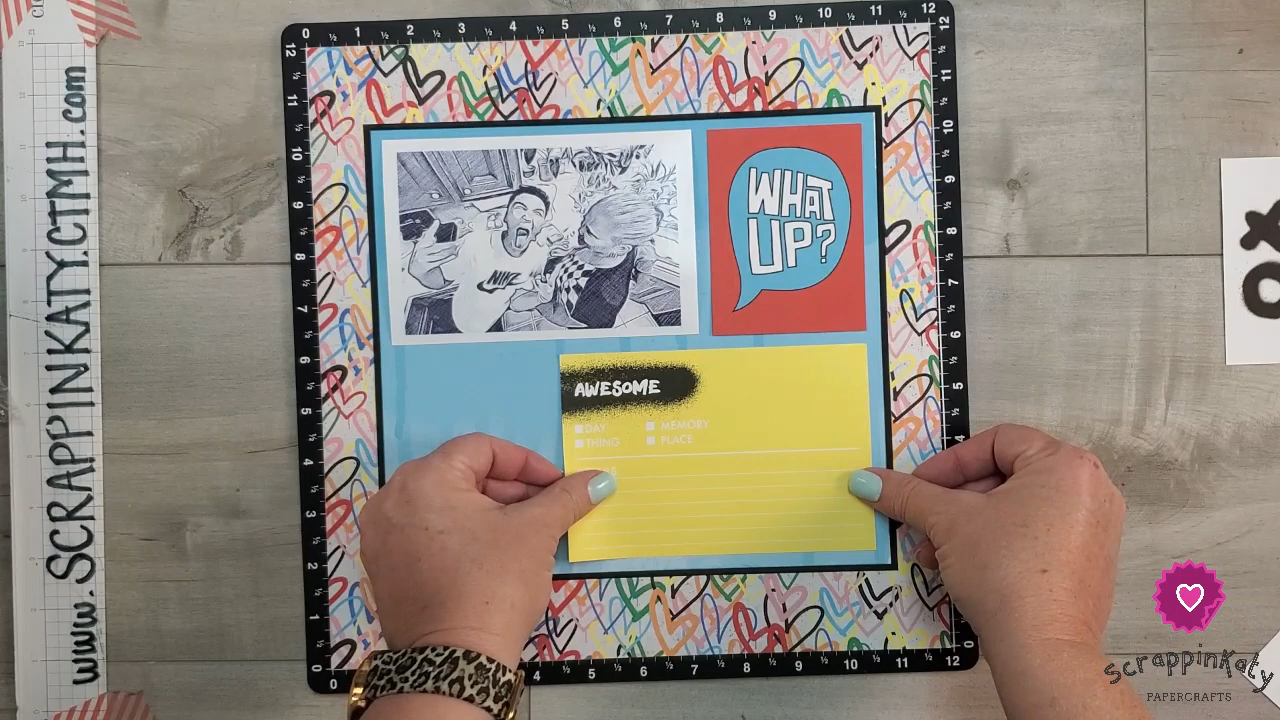 www.SCRAPPINKATY.CTMH.com
WHAT
UP?
NIKE
AWESOME
DAY MEMORY
THING PLACE
ScrappinKaty
PAPERCRAFTS